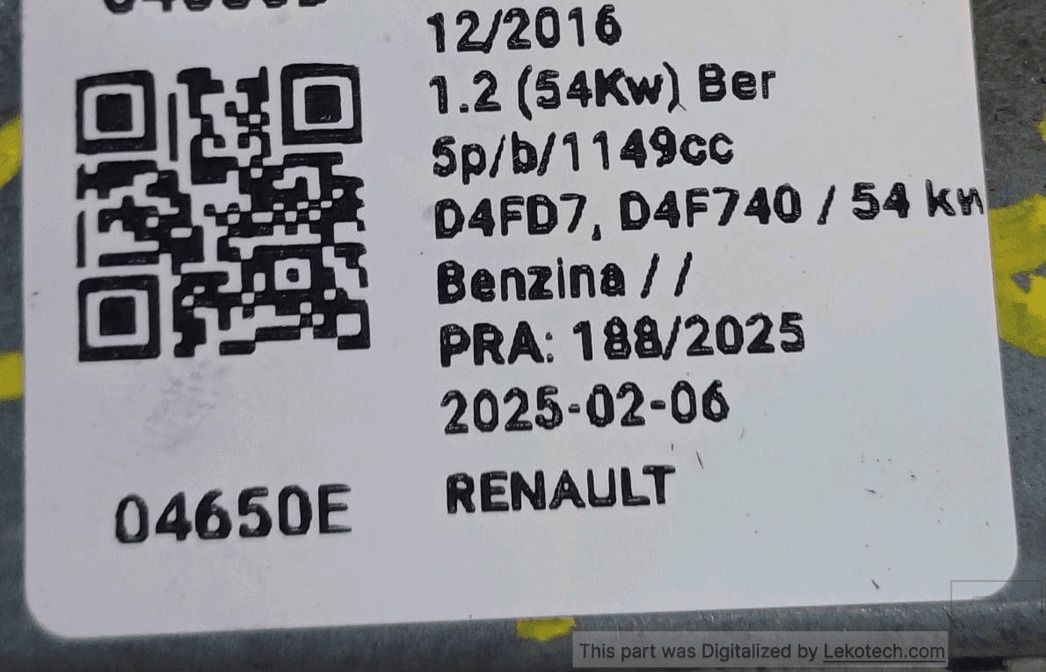 12/2016
1.2 (54Kw) Ber
5p/b/1149cc
D4FD7, D4F740 / 54 kw
Benzina / /
PRA: 188/2025
2025-02-06
04650E RENAULT
This part was Digitalized by Lekotech.com